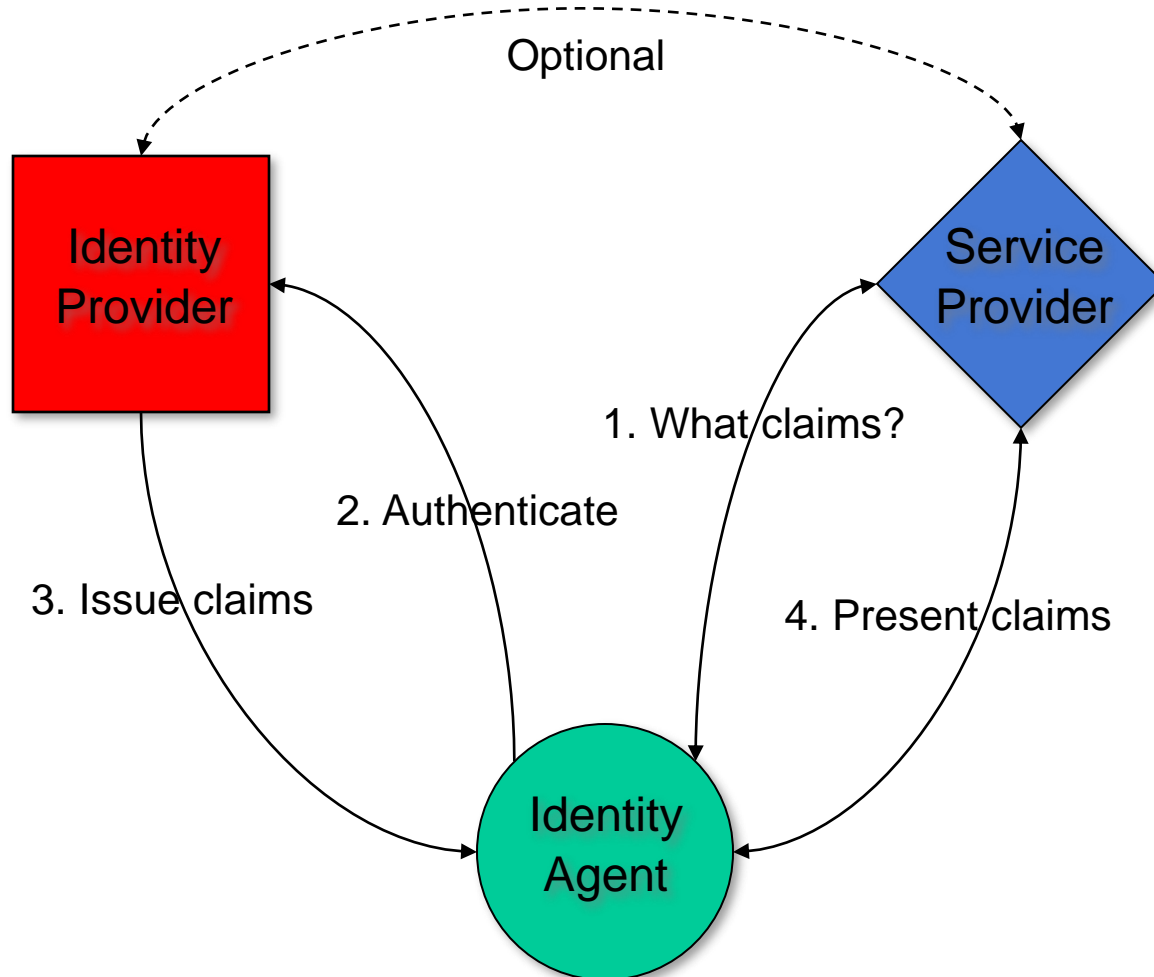 Optional
Identity
Provider
Service
Provider
1. What claims?
2. Authenticate
3. Issue claims
4. Present claims
Identity
Agent